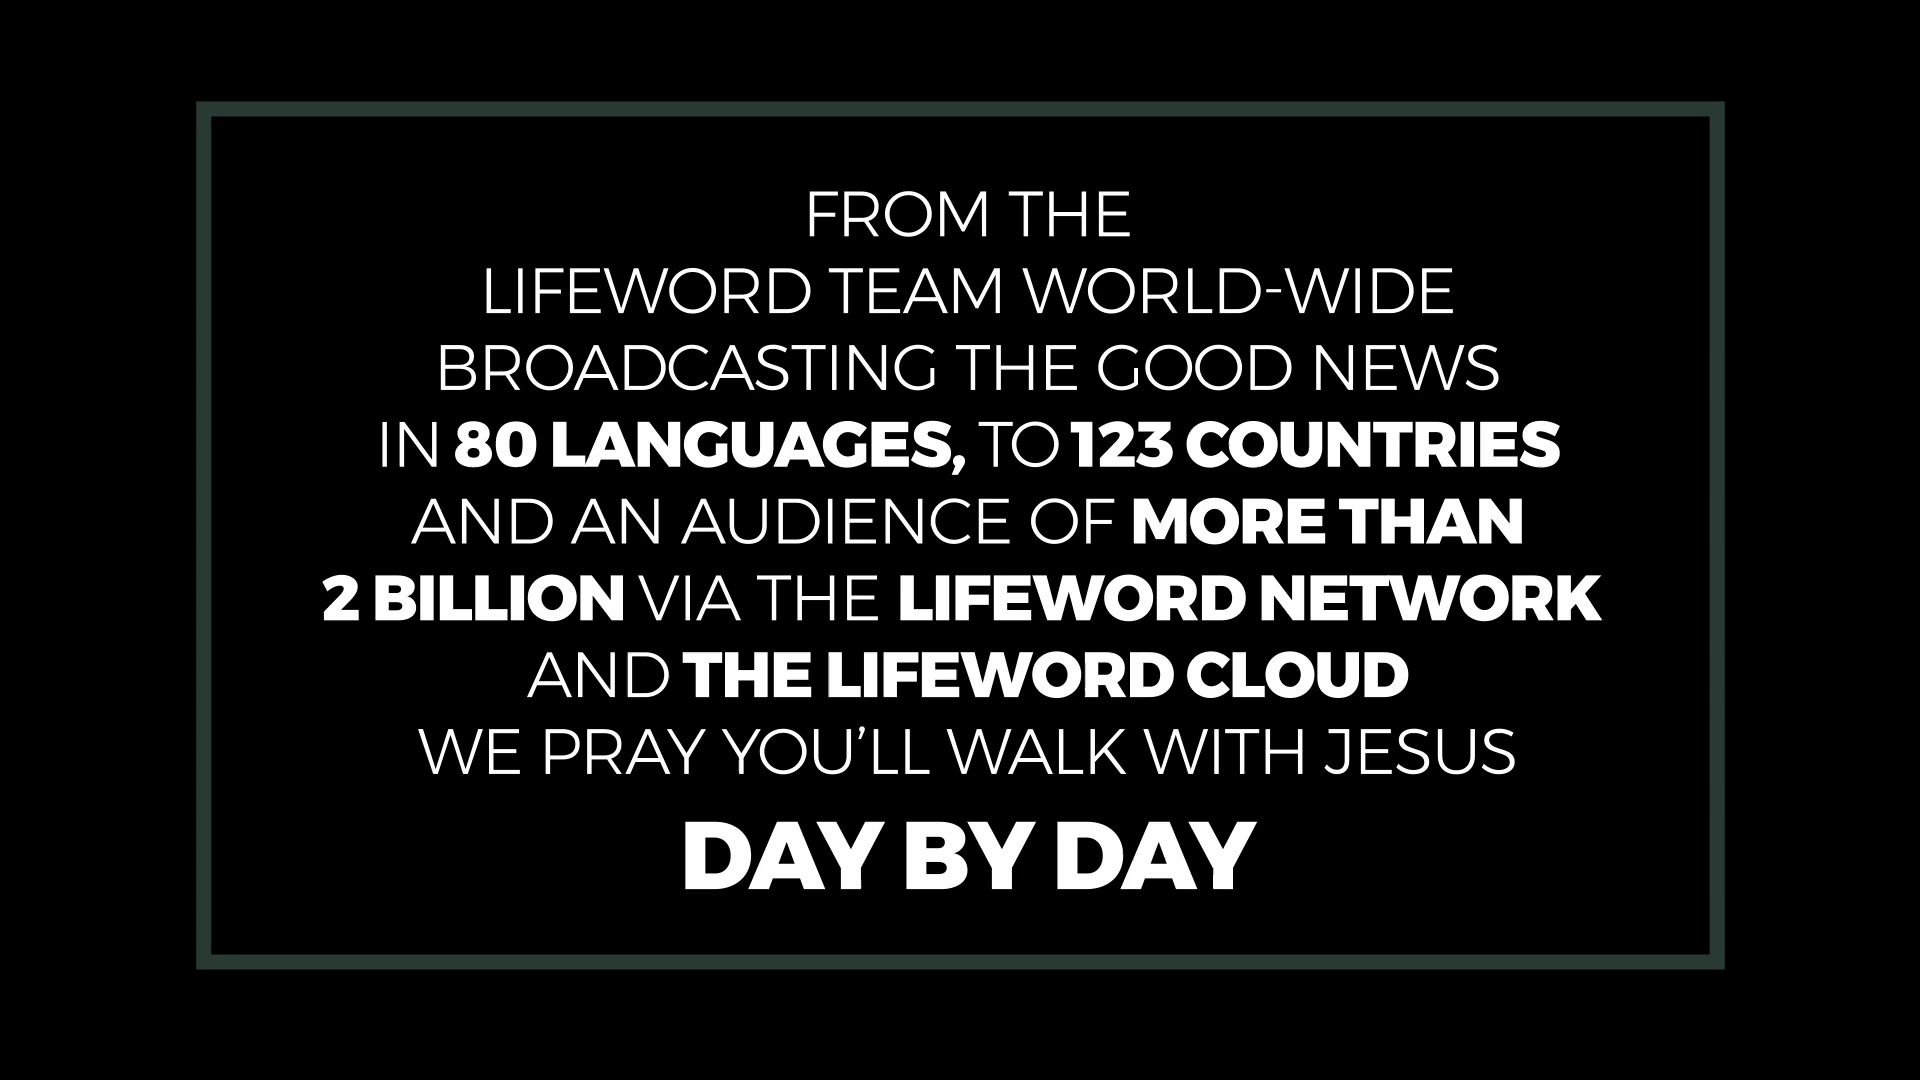 FROM THE
LIFEWORD TEAM WORLD-WIDE
BROADCASTING THE GOOD NEWS
IN 80 LANGUAGES, TO 123 COUNTRIES
AND AN AUDIENCE OF MORE THAN
2 BILLION VIA THE LIFEWORD NETWORK
AND THE LIFEWORD CLOUD
WE PRAY YOU’LL WALK WITH JESUS
DAY BY DAY